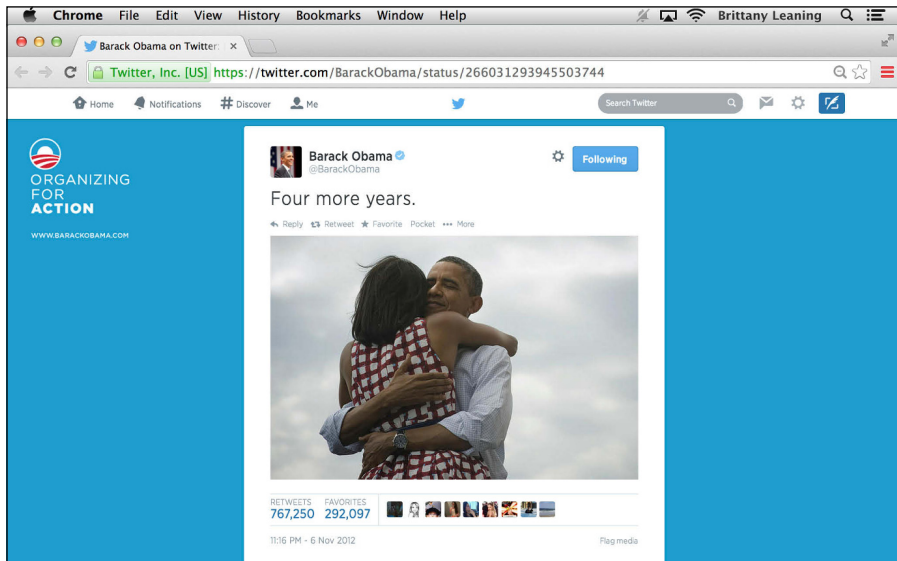 Chrome File Edit View History Bookmarks Window Help Brittany Leaning
Barack Obama on Twitter:
Twitter, Inc. [US] https://twitter.com/BarackObama/status/266031293945503744
Home Notifications # Discover Me Search Twitter
ORGANIZING
FOR
ACTION
WWW.BARACKOBAMA.COM
Barack Obama
@BarackObama
Following
Four more years.
Reply Retweet Favorite Pocket ••• More
RETWEETS FAVORITES
767,250 292,097
11:16 PM - 6 Nov 2012 Flag media